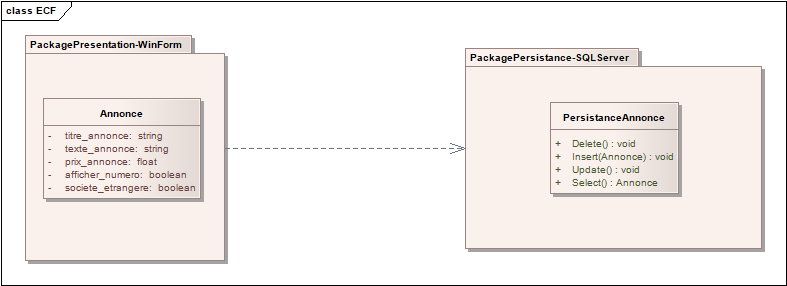 class ECF
PackagePresentation-WinForm
Annonce
- titre_annonce: string
- texte_annonce: string
- prix_annonce: float
- afficher_numero: boolean
- societe_etrangere: boolean
PackagePersistance-SQLServer
PersistanceAnnonce
+ Delete() : void
+ Insert(Annonce) : void
+ Update() : void
+ Select() : Annonce